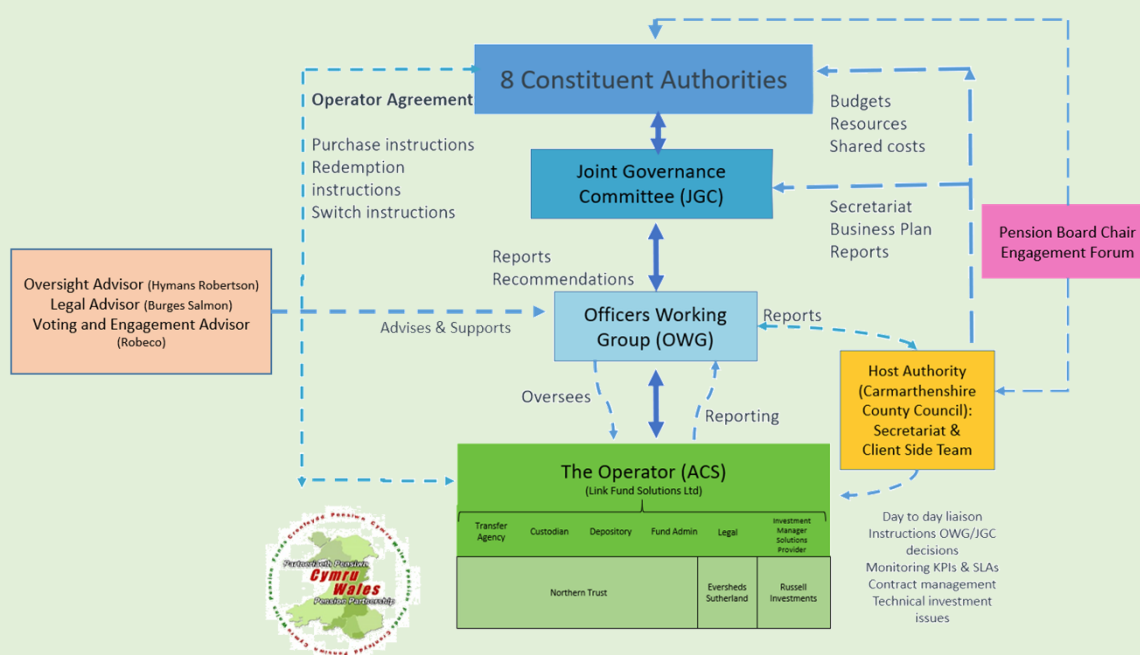 8 Constituent Authorities
Operator Agreement
Purchase instructions
Redemption
instructions
Switch instructions
Budgets
Resources
Shared costs
Joint Governance
Committee (JGC)
Secretariat
Business Plan
Reports
Pension Board Chair
Engagement Forum
Reports
Recommendations
Oversight Advisor (Hymans Robertson)
Legal Advisor (Burges Salmon)
Voting and Engagement Advisor
(Robeco)
Advises & Supports
Officers Working
Group (OWG)
Reports
Host Authority
(Carmarthenshire
County Council):
Secretariat &
Client Side Team
Oversees
Reporting
The Operator (ACS)
(Link Fund Solutions Ltd)
Transfer
Agency
Custodian
Depository
Fund Admin
Legal
Investment
Manager
Solutions
Provider
Northern Trust
Eversheds
Sutherland
Russell
Investments
Day to day liaison
Instructions OWG/JGC
decisions
Monitoring KPIs & SLAs
Contract management
Technical investment
issues
Partneriaeth Pensiwn
Cymru
Wales
Pension Partnership